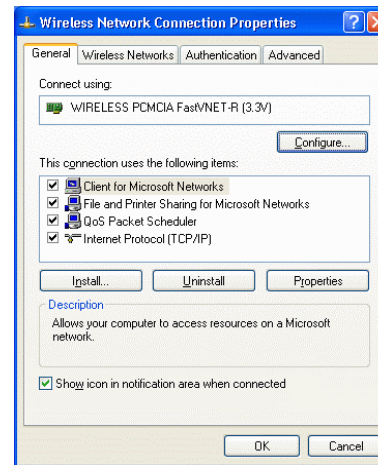 Wireless Network Connection Properties
General Wireless Networks Authentication Advanced
Connect using:
WIRELESS PCMCIA FastVNET-R (3.3V)
Configure...
This connection uses the following items:
Client for Microsoft Networks
File and Printer Sharing for Microsoft Networks
QoS Packet Scheduler
Internet Protocol (TCP/IP)
Install... Uninstall Properties
Description
Allows your computer to access resources on a Microsoft
network.
Show icon in notification area when connected
OK Cancel